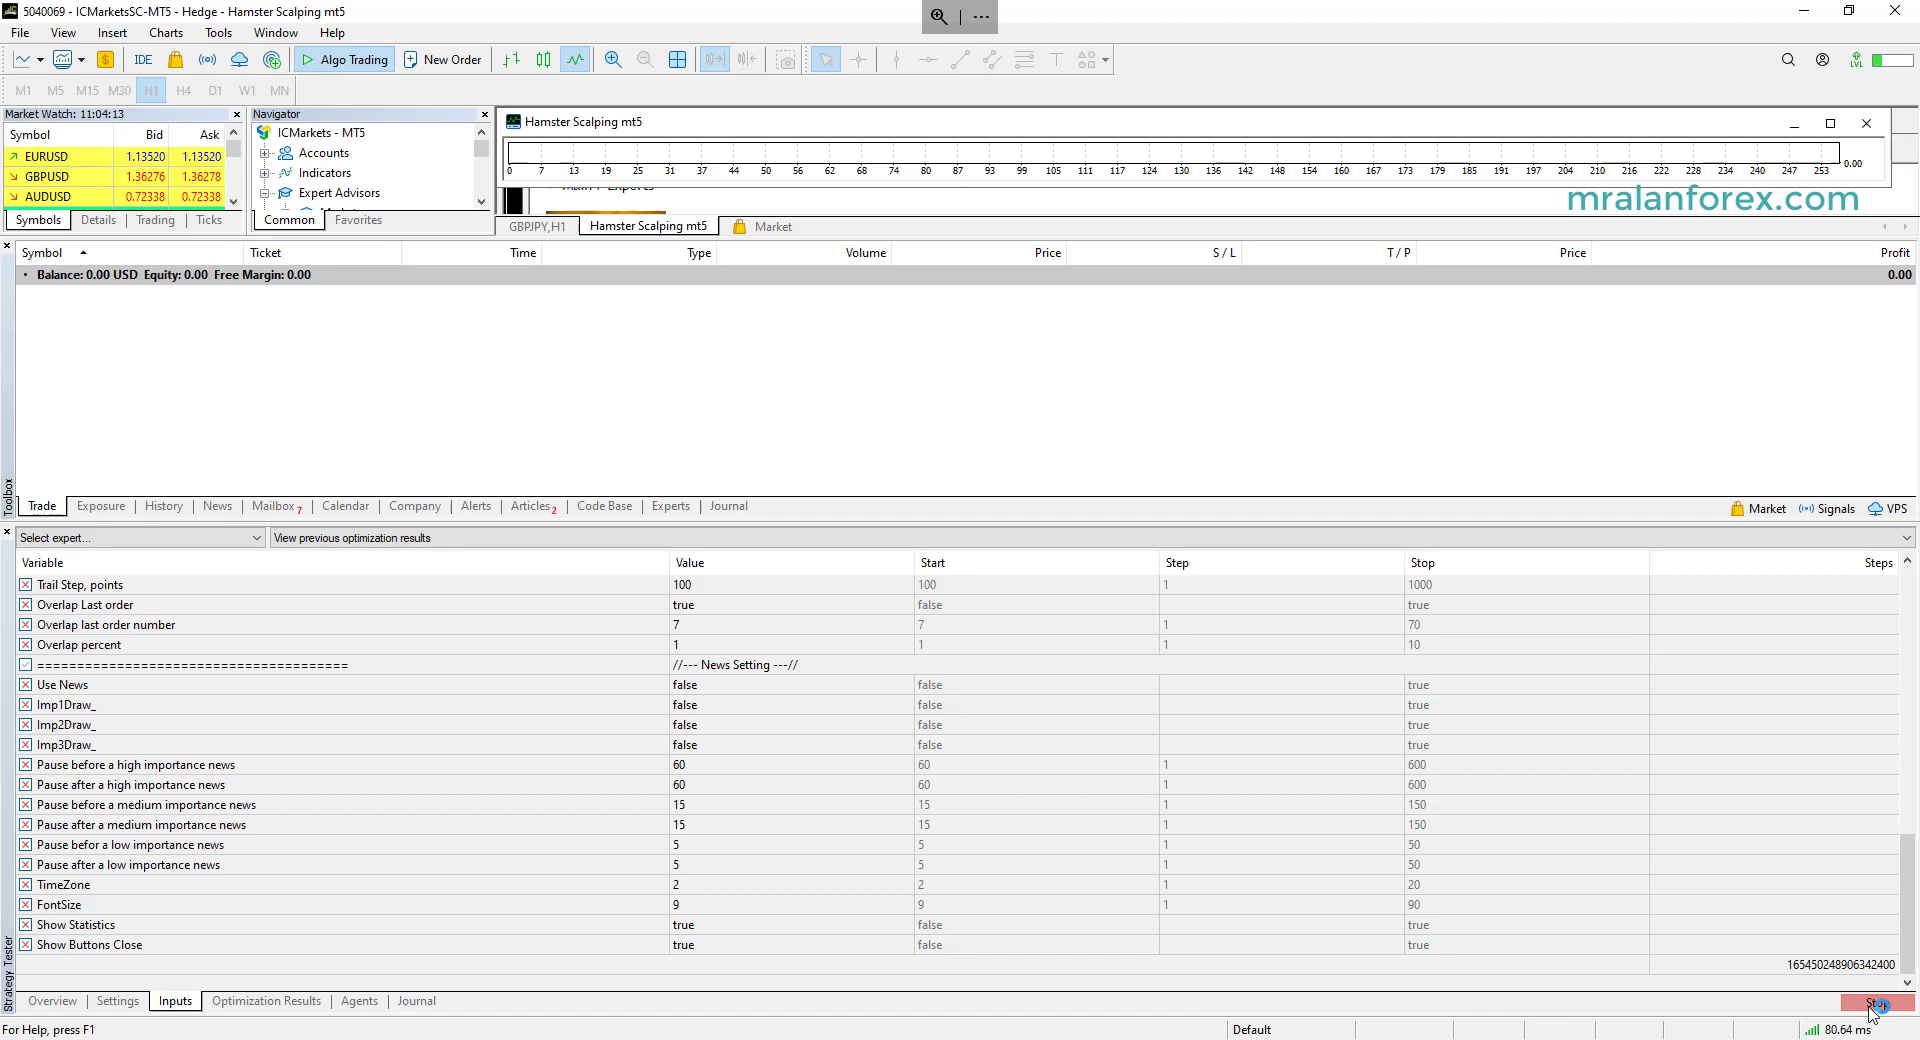 5040069 - ICMarketsSC-MT5 - Hedge - Hamster Scalping mt5
File View Insert Charts Tools Window Help
IDE Algo Trading New Order LVL
M1 M5 M15 M30 H1 H4 D1 W1 MN
Market Watch: 11:04:13
Symbol Bid Ask
EURUSD 1.13520 1.13520
GBPUSD 1.36276 1.36278
AUDUSD 0.72338 0.72338
Symbols Details Trading Ticks
Navigator
ICMarkets - MT5
Accounts
Indicators
Expert Advisors
Common Favorites
Hamster Scalping mt5
0.00
0 7 13 19 25 31 37 44 50 56 62 68 74 80 87 93 99 105 111 117 124 130 136 142 148 154 160 167 173 179 185 191 197 204 210 216 222 228 234 240 247 253
mralanforex.com
GBPJPY,H1 Hamster Scalping mt5 Market
Symbol Ticket Time Type Volume Price S / L T / P Price Profit
Balance: 0.00 USD Equity: 0.00 Free Margin: 0.00 0.00
Toolbox
Trade Exposure History News Mailbox 7 Calendar Company Alerts Articles 2 Code Base Experts Journal Market Signals VPS
Select expert... View previous optimization results
Variable Value Start Step Stop Steps
Trail Step, points 100 100 1 1000
Overlap Last order true false true
Overlap last order number 7 7 1 70
Overlap percent 1 1 1 10
======================================= //--- News Setting ---//
Use News false false true
Imp1Draw_ false false true
Imp2Draw_ false false true
Imp3Draw_ false false true
Pause before a high importance news 60 60 1 600
Pause after a high importance news 60 60 1 600
Pause before a medium importance news 15 15 1 150
Pause after a medium importance news 15 15 1 150
Pause befor a low importance news 5 5 1 50
Pause after a low importance news 5 5 1 50
TimeZone 2 2 1 20
FontSize 9 9 1 90
Show Statistics true false true
Show Buttons Close true false true
165450248906342400
Strategy Tester
Overview Settings Inputs Optimization Results Agents Journal Stop
For Help, press F1 Default 80.64 ms